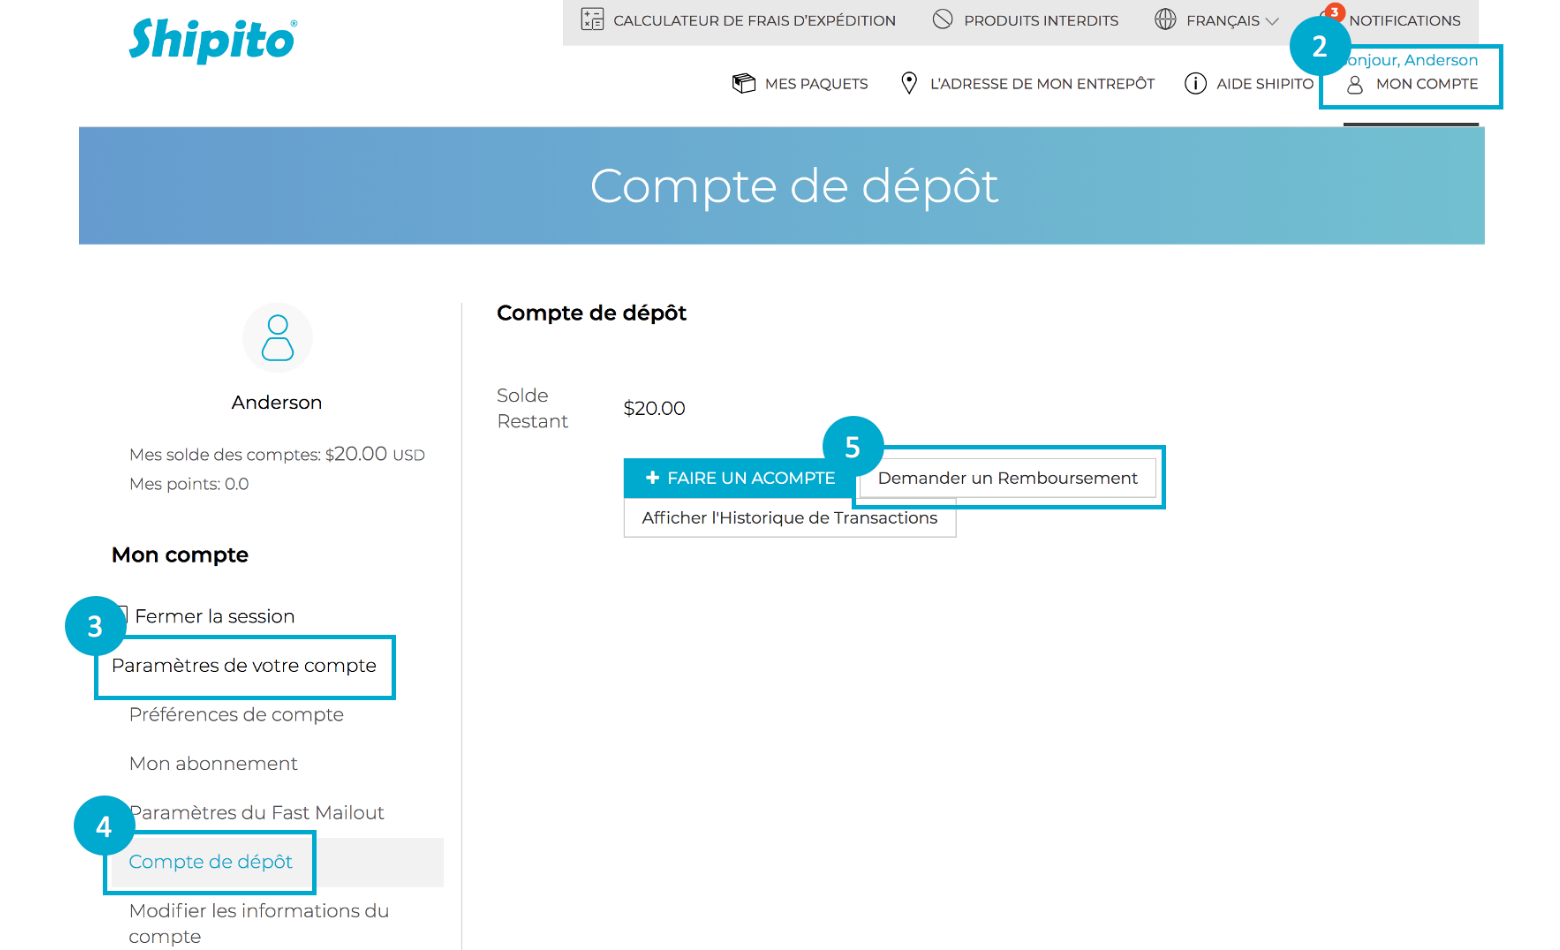 Shipito
CALCULATEUR DE FRAIS D'EXPÉDITION
PRODUITS INTERDITS
FRANÇAIS
3
NOTIFICATIONS
2
onjour, Anderson
MES PAQUETS
L'ADRESSE DE MON ENTREPÔT
AIDE SHIPITO
MON COMPTE
Compte de dépôt
Anderson
Mes solde des comptes: $20.00 USD
Mes points: 0.0
Mon compte
Fermer la session
3
Paramètres de votre compte
Préférences de compte
Mon abonnement
Paramètres du Fast Mailout
4
Compte de dépôt
Modifier les informations du
compte
Compte de dépôt
Solde
Restant
$20.00
5
+ FAIRE UN ACOMPTE
Demander un Remboursement
Afficher l'Historique de Transactions